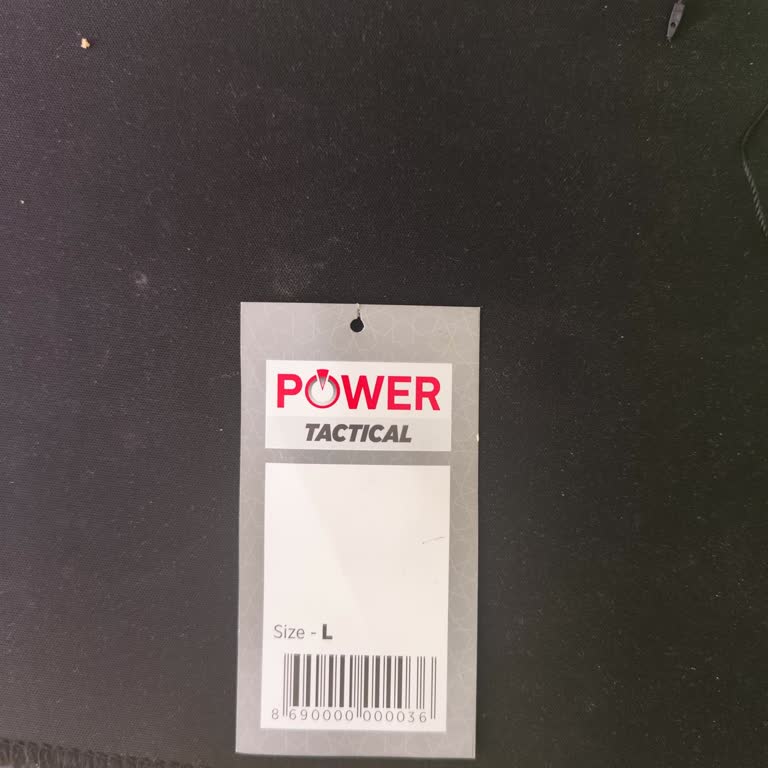 POWER
TACTICAL
Size - L
8 690000 000036